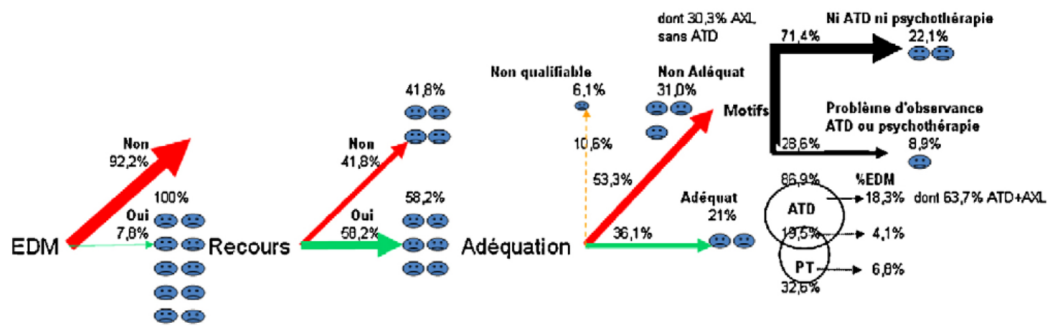 EDM
Non
92,2%
Oui
7,8%
100%
Recours
Non
41,8%
41,8%
Oui
58,2%
58,2%
Adéquation
Non qualifiable
6,1%
10,6%
53,3%
Non Adéquat
31,0%
36,1%
Adéquat
21%
dont 30,3% AXL
sans ATD
Motifs
71,4%
Ni ATD ni psychothérapie
22,1%
28,6%
Problème d'observance
ATD ou psychothérapie
8,9%
86,9%
%EDM
ATD
18,3% dont 63,7% ATD+AXL
19,5%
4,1%
PT
6,8%
32,6%